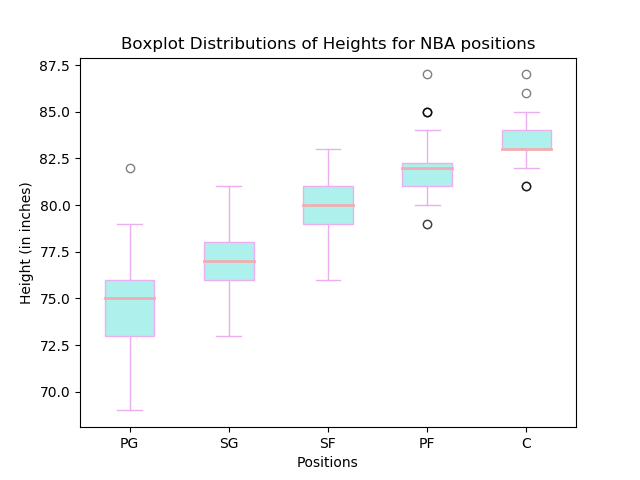 Boxplot Distributions of Heights for NBA positions
87.5
85.0
82.5
80.0
77.5
75.0
72.5
70.0
Height (in inches)
PG SG SF PF C
Positions